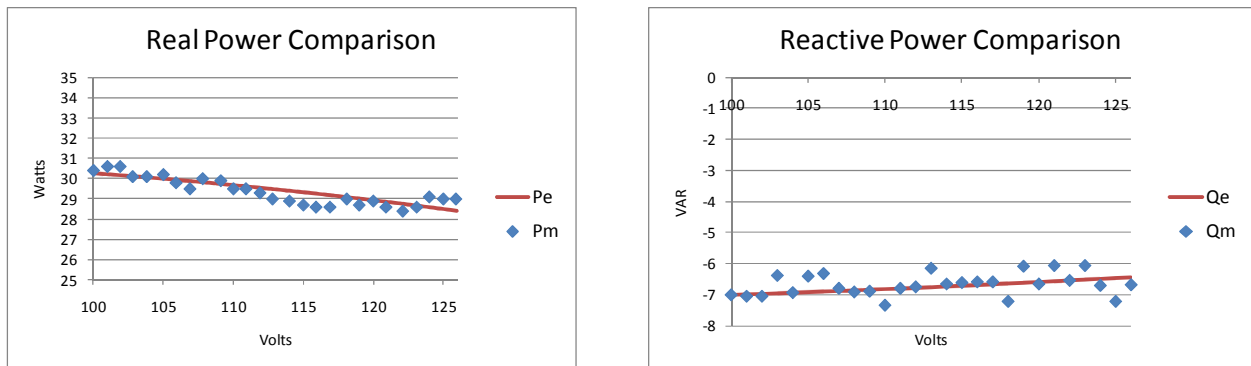 Real Power Comparison
35
34
33
32
31
30
29
28
27
26
25
Watts
100 105 110 115 120 125
Volts
Pe
Pm
Reactive Power Comparison
0
-1
-2
-3
-4
-5
-6
-7
-8
VAR
100 105 110 115 120 125
Volts
Qe
Qm